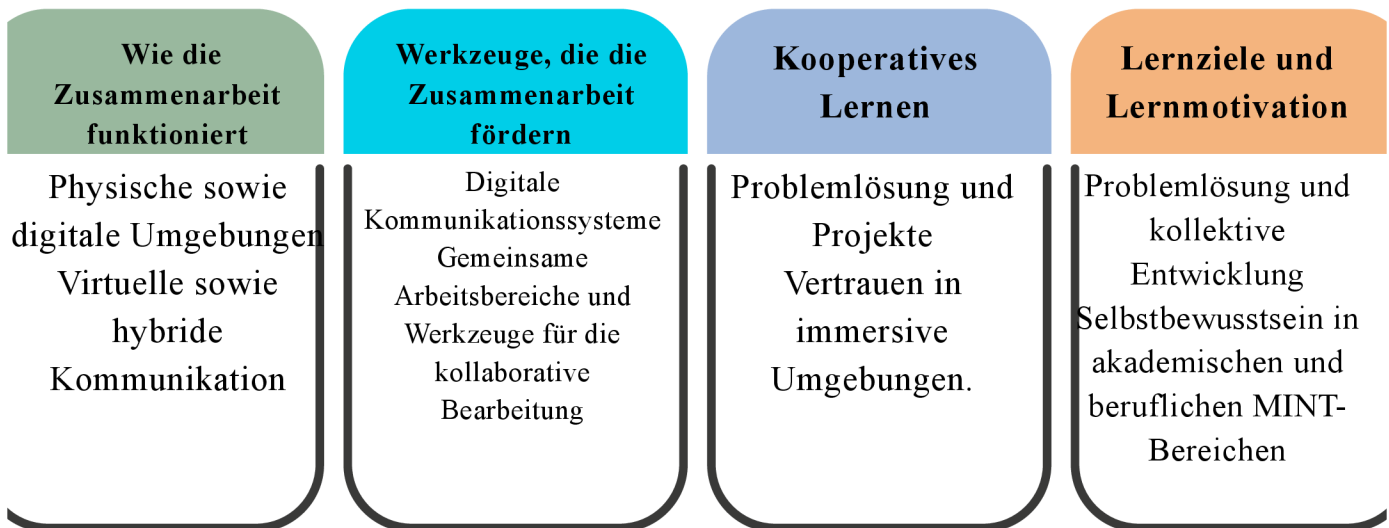 Wie die
Zusammenarbeit
funktioniert
Physische sowie
digitale Umgebungen
Virtuelle sowie
hybride
Kommunikation
Werkzeuge, die die
Zusammenarbeit
fördern
Digitale
Kommunikationssysteme
Gemeinsame
Arbeitsbereiche und
Werkzeuge für die
kollaborative
Bearbeitung
Kooperatives
Lernen
Problemlösung und
Projekte
Vertrauen in
immersive
Umgebungen.
Lernziele und
Lernmotivation
Problemlösung und
kollektive
Entwicklung
Selbstbewusstsein in
akademischen und
beruflichen MINT-
Bereichen